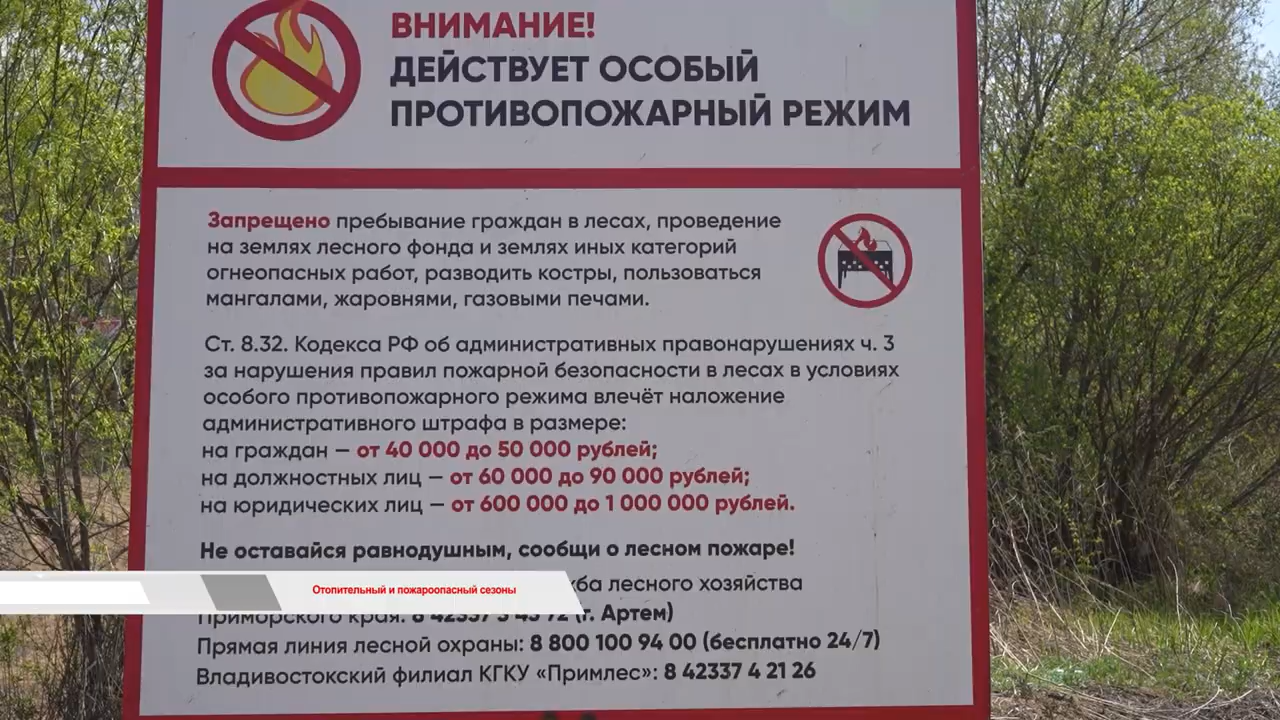 ВНИМАНИЕ!
ДЕЙСТВУЕТ ОСОБЫЙ
ПРОТИВОПОЖАРНЫЙ РЕЖИМ
Запрещено пребывание граждан в лесах, проведение
на землях лесного фонда и землях иных категорий
огнеопасных работ, разводить костры, пользоваться
мангалами, жаровнями, газовыми печами.
Ст. 8.32. Кодекса РФ об административных правонарушениях ч. 3
за нарушения правил пожарной безопасности в лесах в условиях
особого противопожарного режима влечёт наложение
административного штрафа в размере:
на граждан — от 40 000 до 50 000 рублей;
на должностных лиц — от 60 000 до 90 000 рублей;
на юридических лиц — от 600 000 до 1 000 000 рублей.
Не оставайся равнодушным, сообщи о лесном пожаре!
лесного хозяйства
Отопительный и пожароопасный сезоны
Приморского края: 8 42337 (г. Артем)
Прямая линия лесной охраны: 8 800 100 94 00 (бесплатно 24/7)
Владивостокский филиал КГКУ «Примлес»: 8 42337 4 21 26